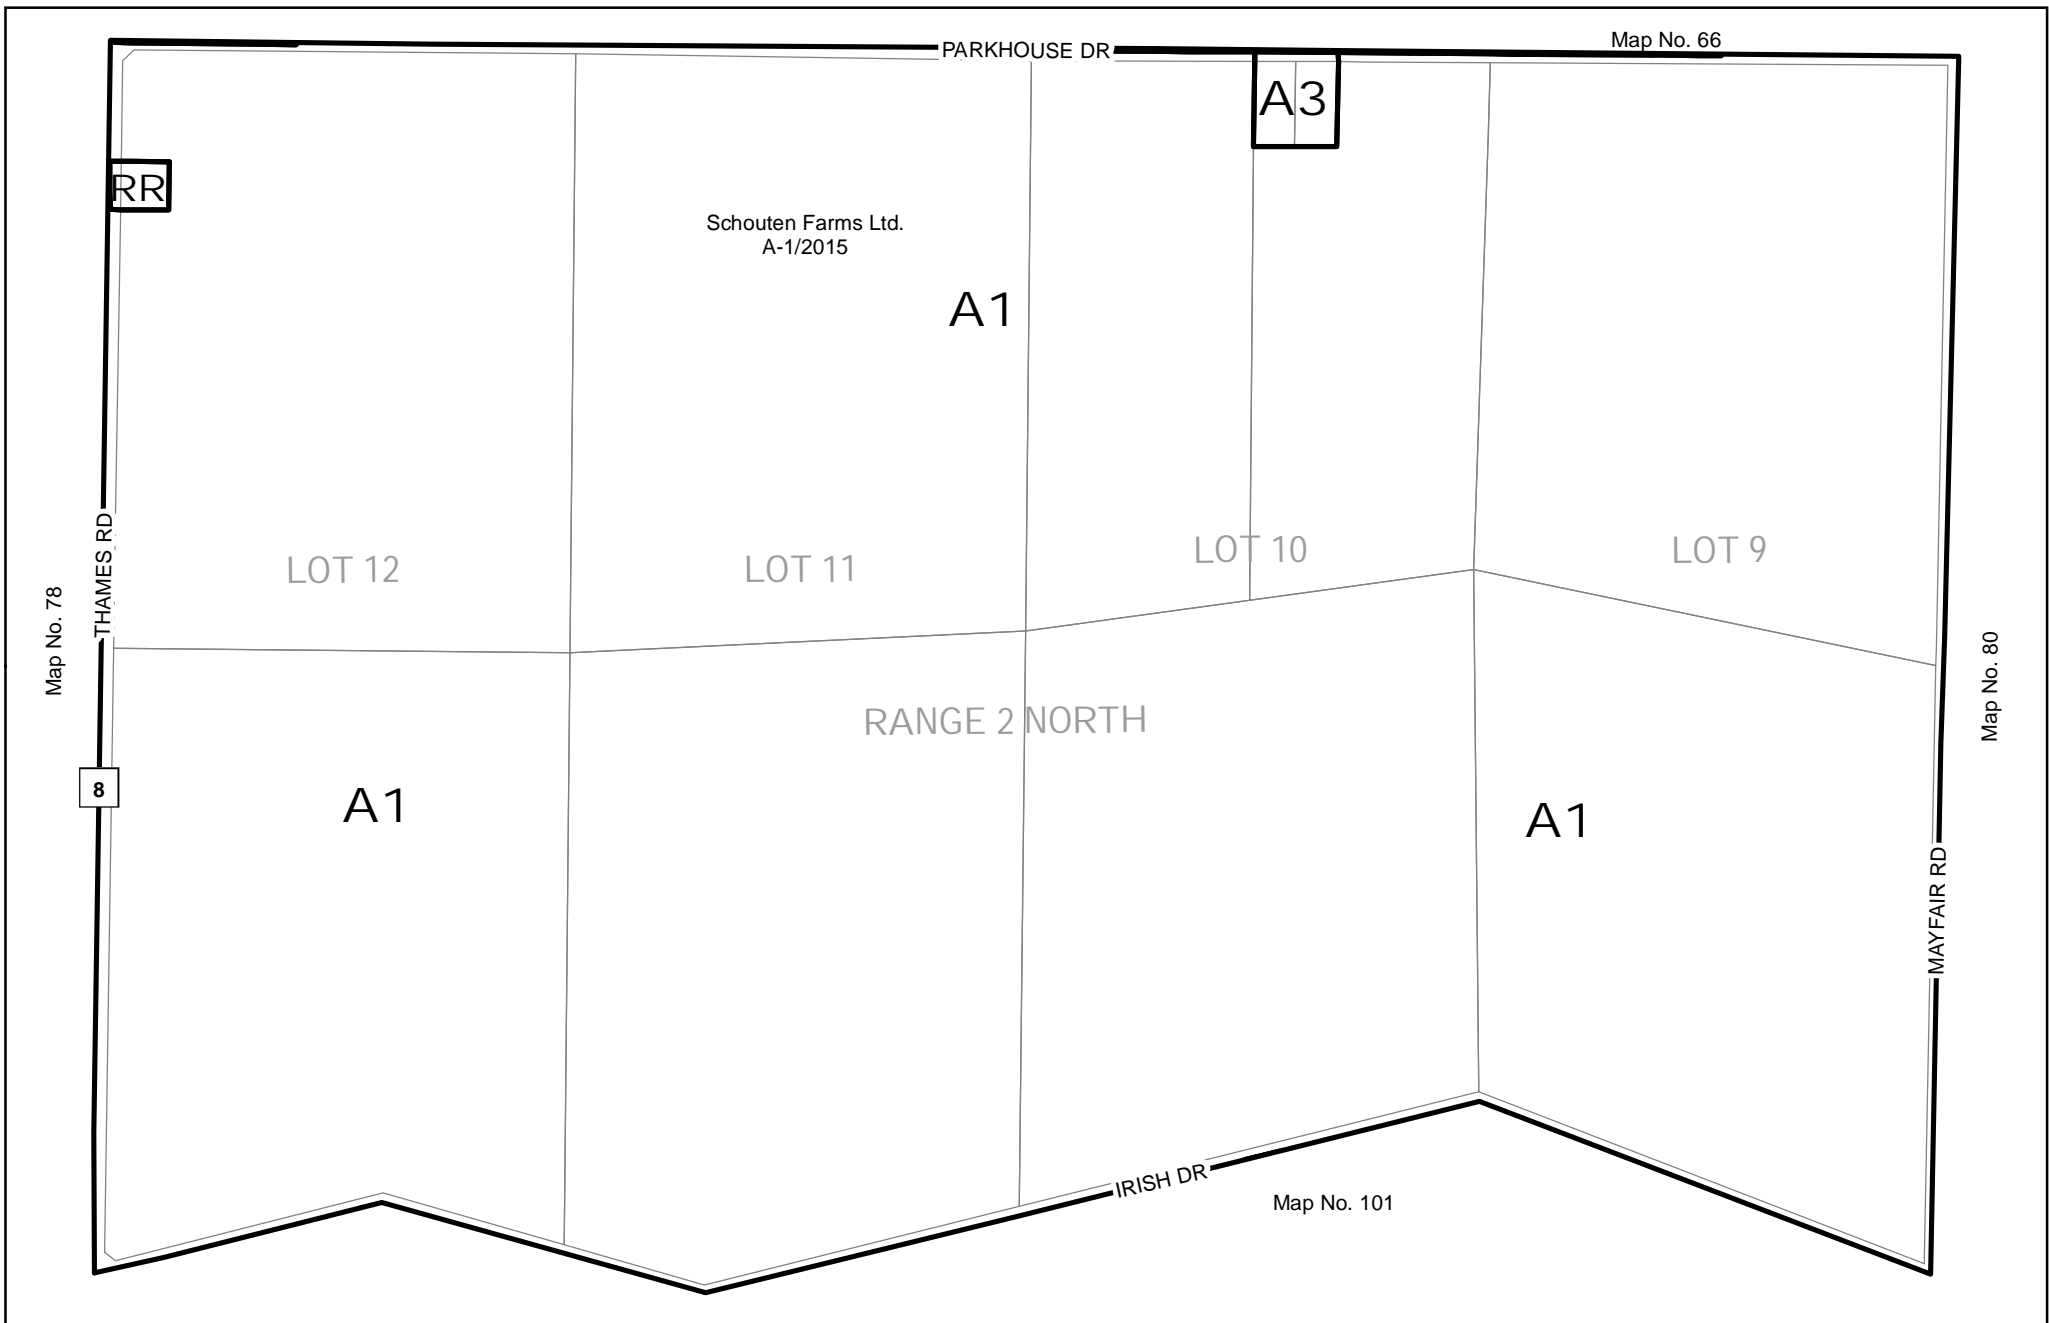 Map No. 66
PARKHOUSE DR
A3
RR
Schouten Farms Ltd.
A-1/2015
A1
THAMES RD
LOT 12
LOT 11
LOT 10
LOT 9
Map No. 78
Map No. 80
RANGE 2 NORTH
8
A1
A1
MAYFAIR RD
IRISH DR
Map No. 101